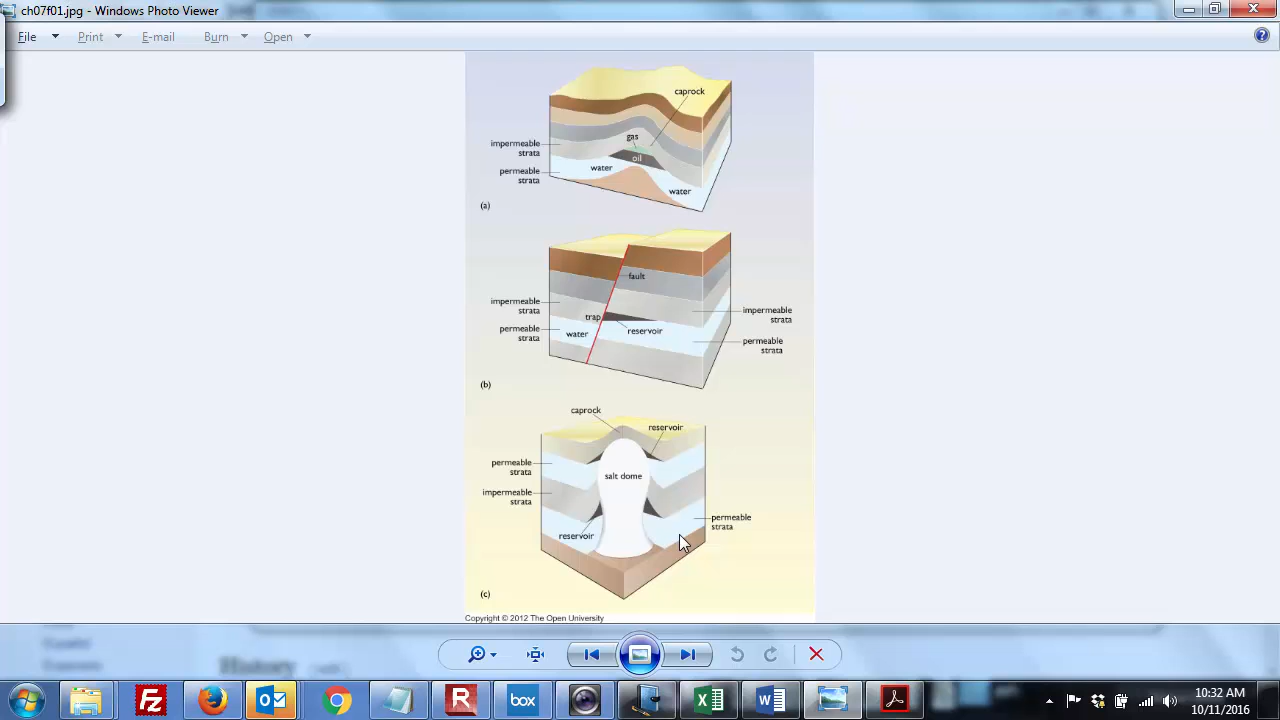 ch07f01.jpg - Windows Photo Viewer
File Print E-mail Burn Open
caprock
gas
impermeable
strata
oil
water
permeable
strata
water
(a)
fault
impermeable
strata
trap
impermeable
strata
reservoir
permeable
strata
water
permeable
strata
(b)
caprock
reservoir
permeable
strata
salt dome
impermeable
strata
permeable
strata
reservoir
(c)
Copyright © 2012 The Open University
History
box
10:32 AM
10/11/2016